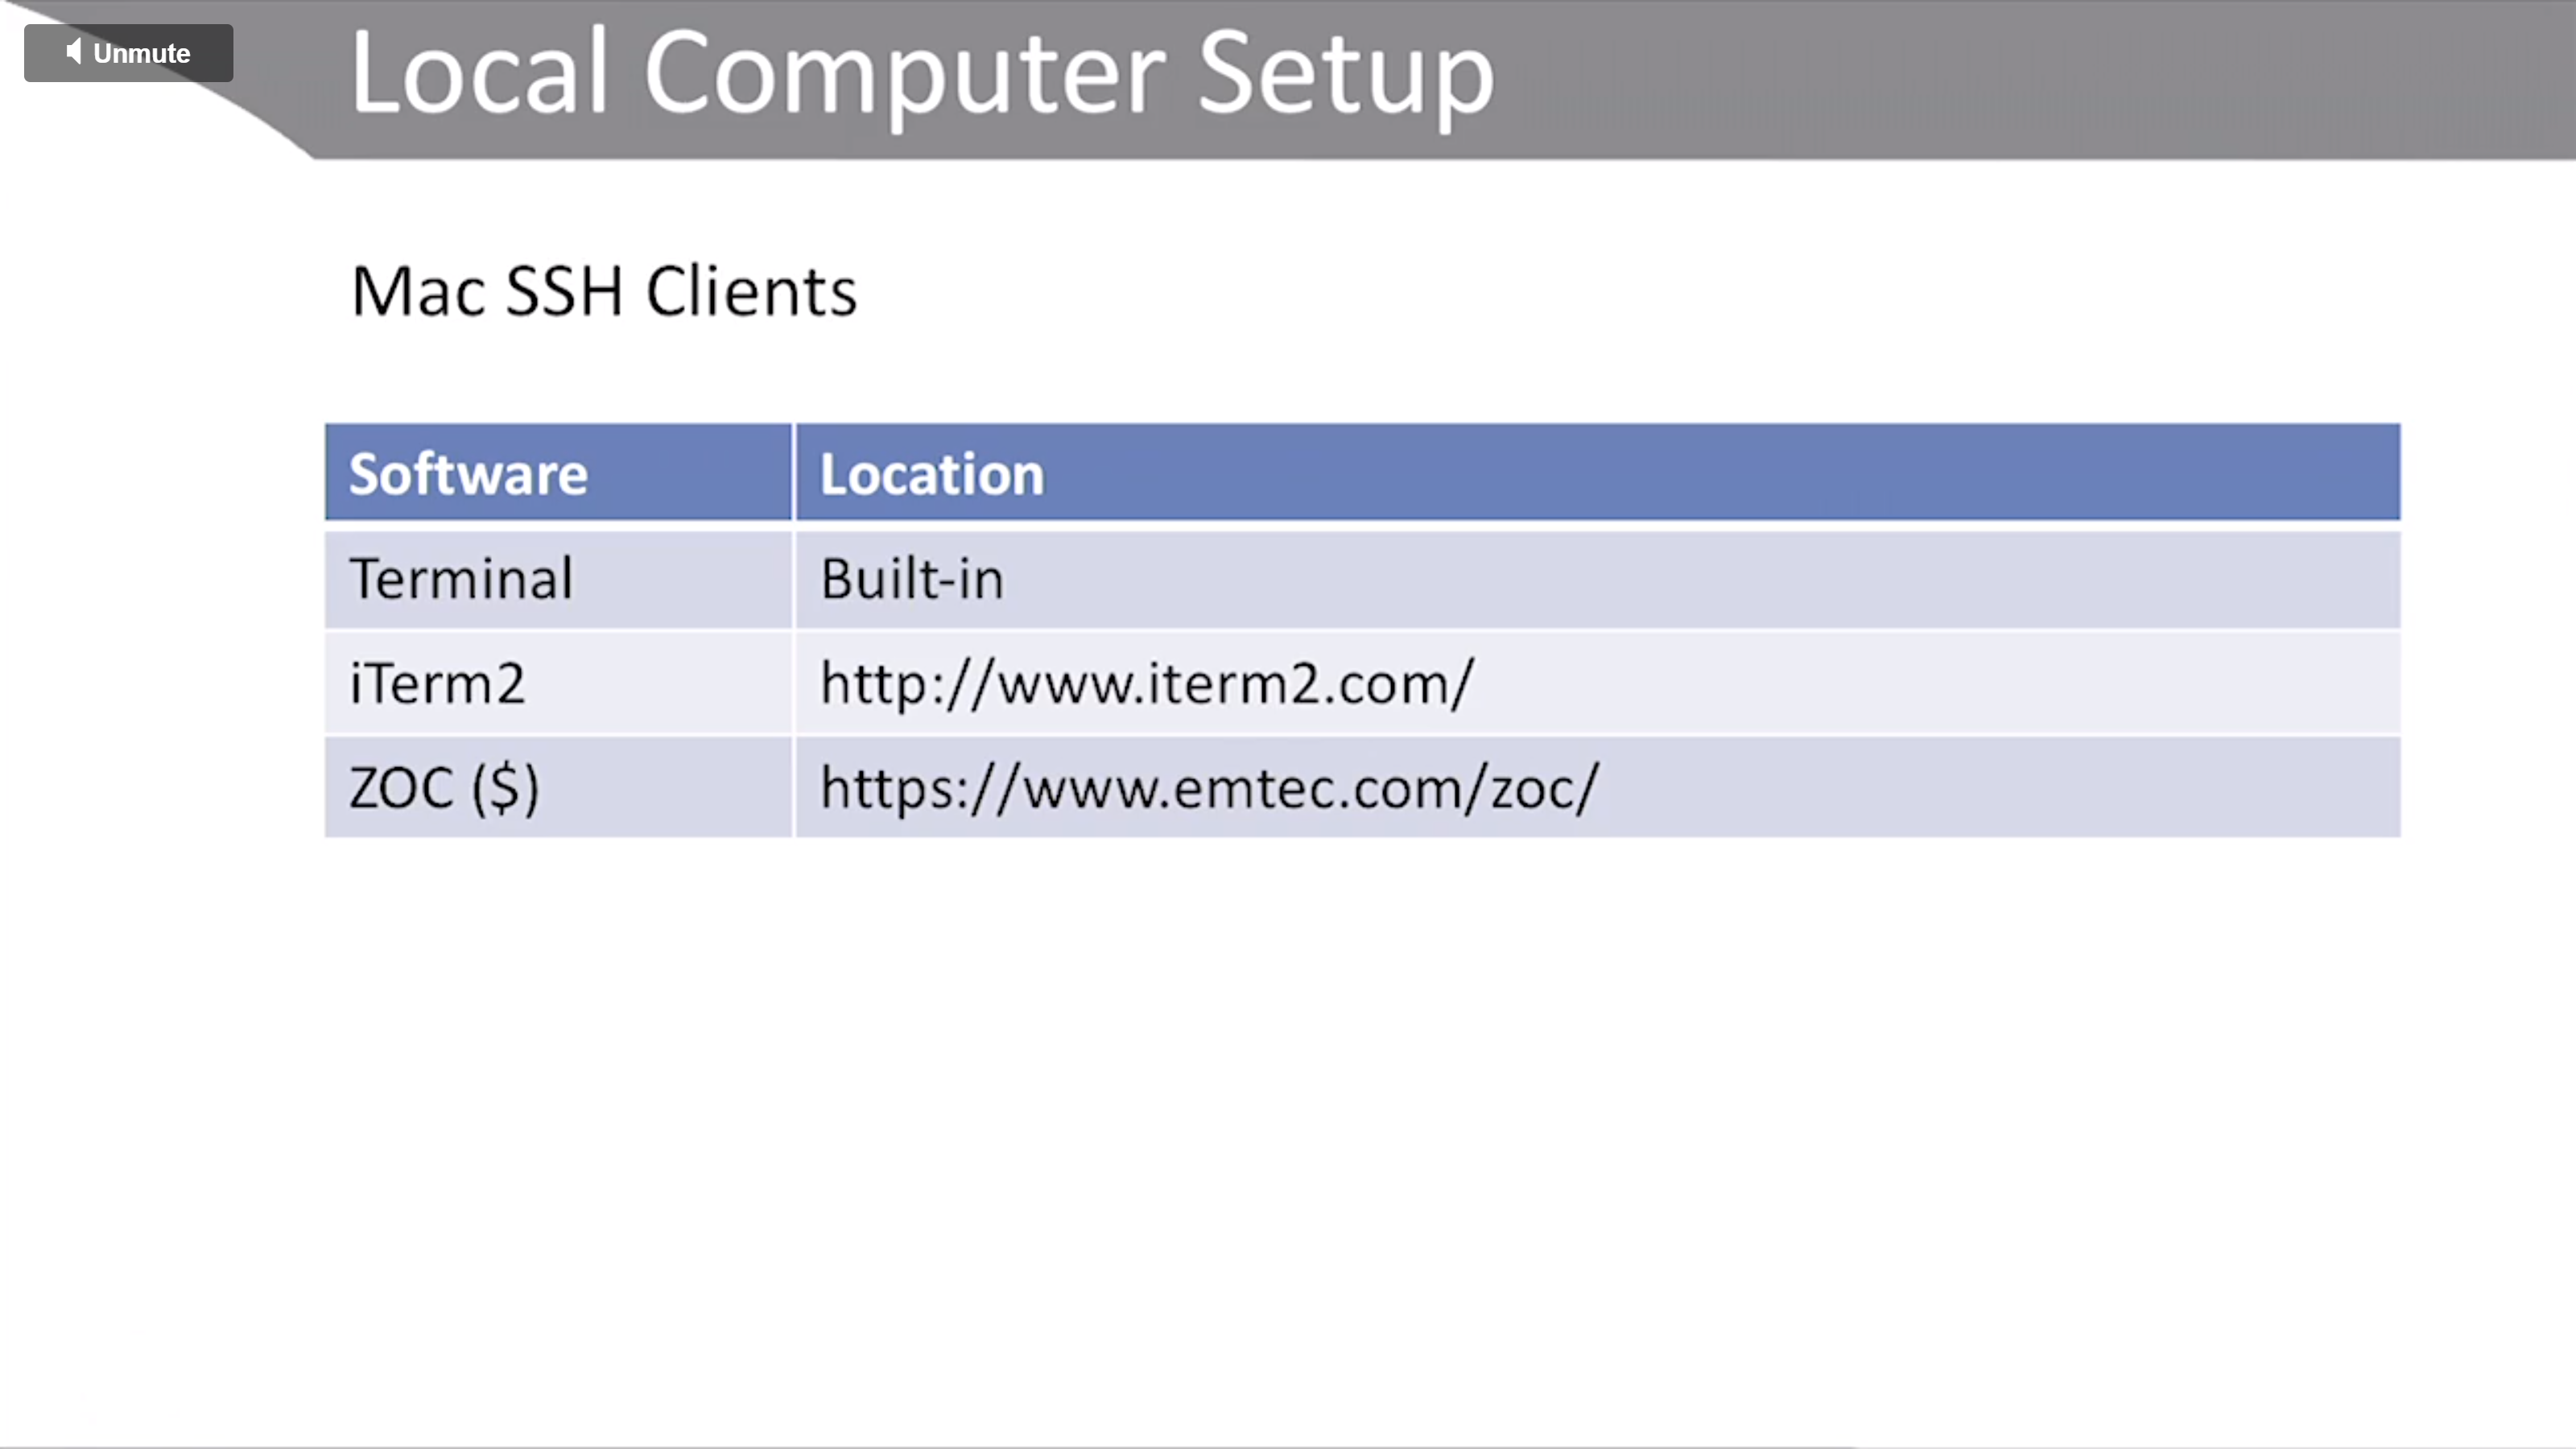 Unmute
Local Computer Setup
Mac SSH Clients
Software Location
Terminal Built-in
iTerm2 http://www.iterm2.com/
ZOC ($) https://www.emtec.com/zoc/